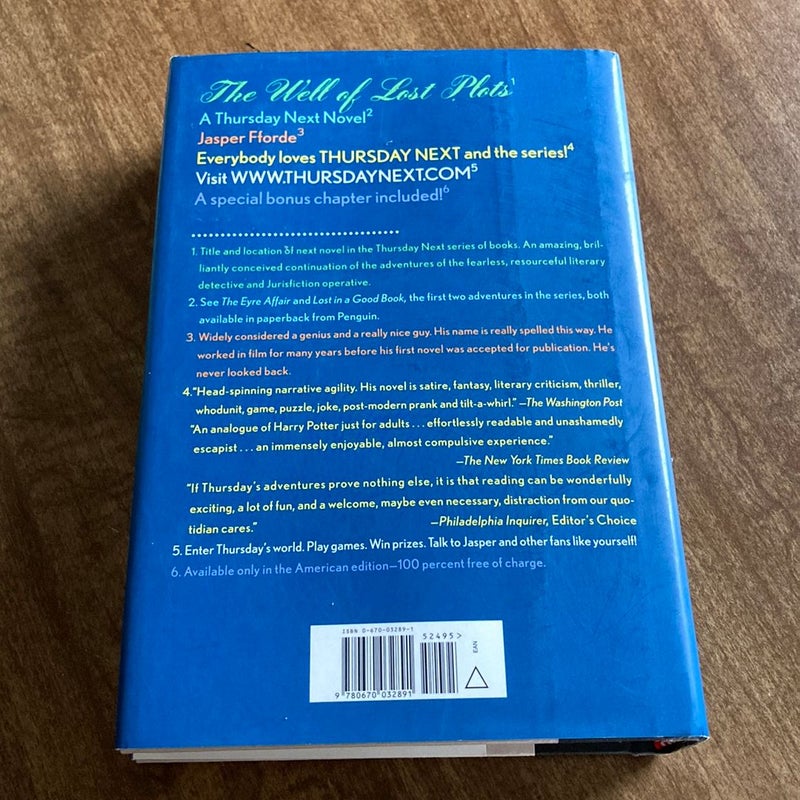 The Well of Lost Plots¹
A Thursday Next Novel²
Jasper Fforde³
Everybody loves THURSDAY NEXT and the series!⁴
Visit WWW.THURSDAYNEXT.COM⁵
A special bonus chapter included!⁶
1. Title and location of next novel in the Thursday Next series of books. An amazing, bril-
liantly conceived continuation of the adventures of the fearless, resourceful literary
detective and Jurisfiction operative.
2. See The Eyre Affair and Lost in a Good Book, the first two adventures in the series, both
available in paperback from Penguin.
3. Widely considered a genius and a really nice guy. His name is really spelled this way. He
worked in film for many years before his first novel was accepted for publication. He's
never looked back.
4. "Head-spinning narrative agility. His novel is satire, fantasy, literary criticism, thriller,
whodunit, game, puzzle, joke, post-modern prank and tilt-a-whirl." —The Washington Post
"An analogue of Harry Potter just for adults . . . effortlessly readable and unashamedly
escapist . . . an immensely enjoyable, almost compulsive experience."
—The New York Times Book Review
"If Thursday's adventures prove nothing else, it is that reading can be wonderfully
exciting, a lot of fun, and a welcome, maybe even necessary, distraction from our quo-
tidian cares." —Philadelphia Inquirer, Editor's Choice
5. Enter Thursday's world. Play games. Win prizes. Talk to Jasper and other fans like yourself!
6. Available only in the American edition—100 percent free of charge.
ISBN 0-670-03289-1
52495>
EAN
9 780670 032891